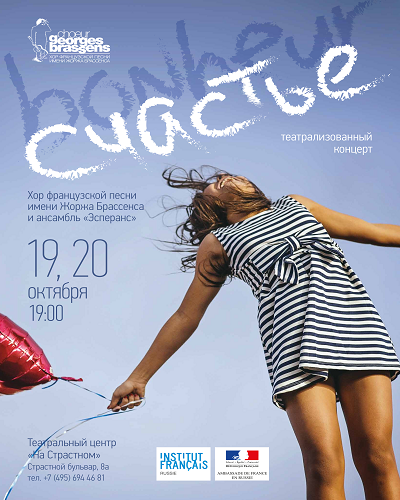 choeur
georges
brassens
ХОР ФРАНЦУЗСКОЙ ПЕСНИ
ИМЕНИ ЖОРЖА БРАССЕНСА
bonheur
счастье
театрализованный
концерт
Хор французской песни
имени Жоржа Брассенса
и ансамбль «Эсперанс»
19, 20
октября
19:00
Театральный центр
«На Страстном»
Страстной бульвар, 8а
тел. +7 (495) 694 46 81
INSTITUT
FRANÇAIS
RUSSIE
AMBASSADE DE FRANCE
EN RUSSIE